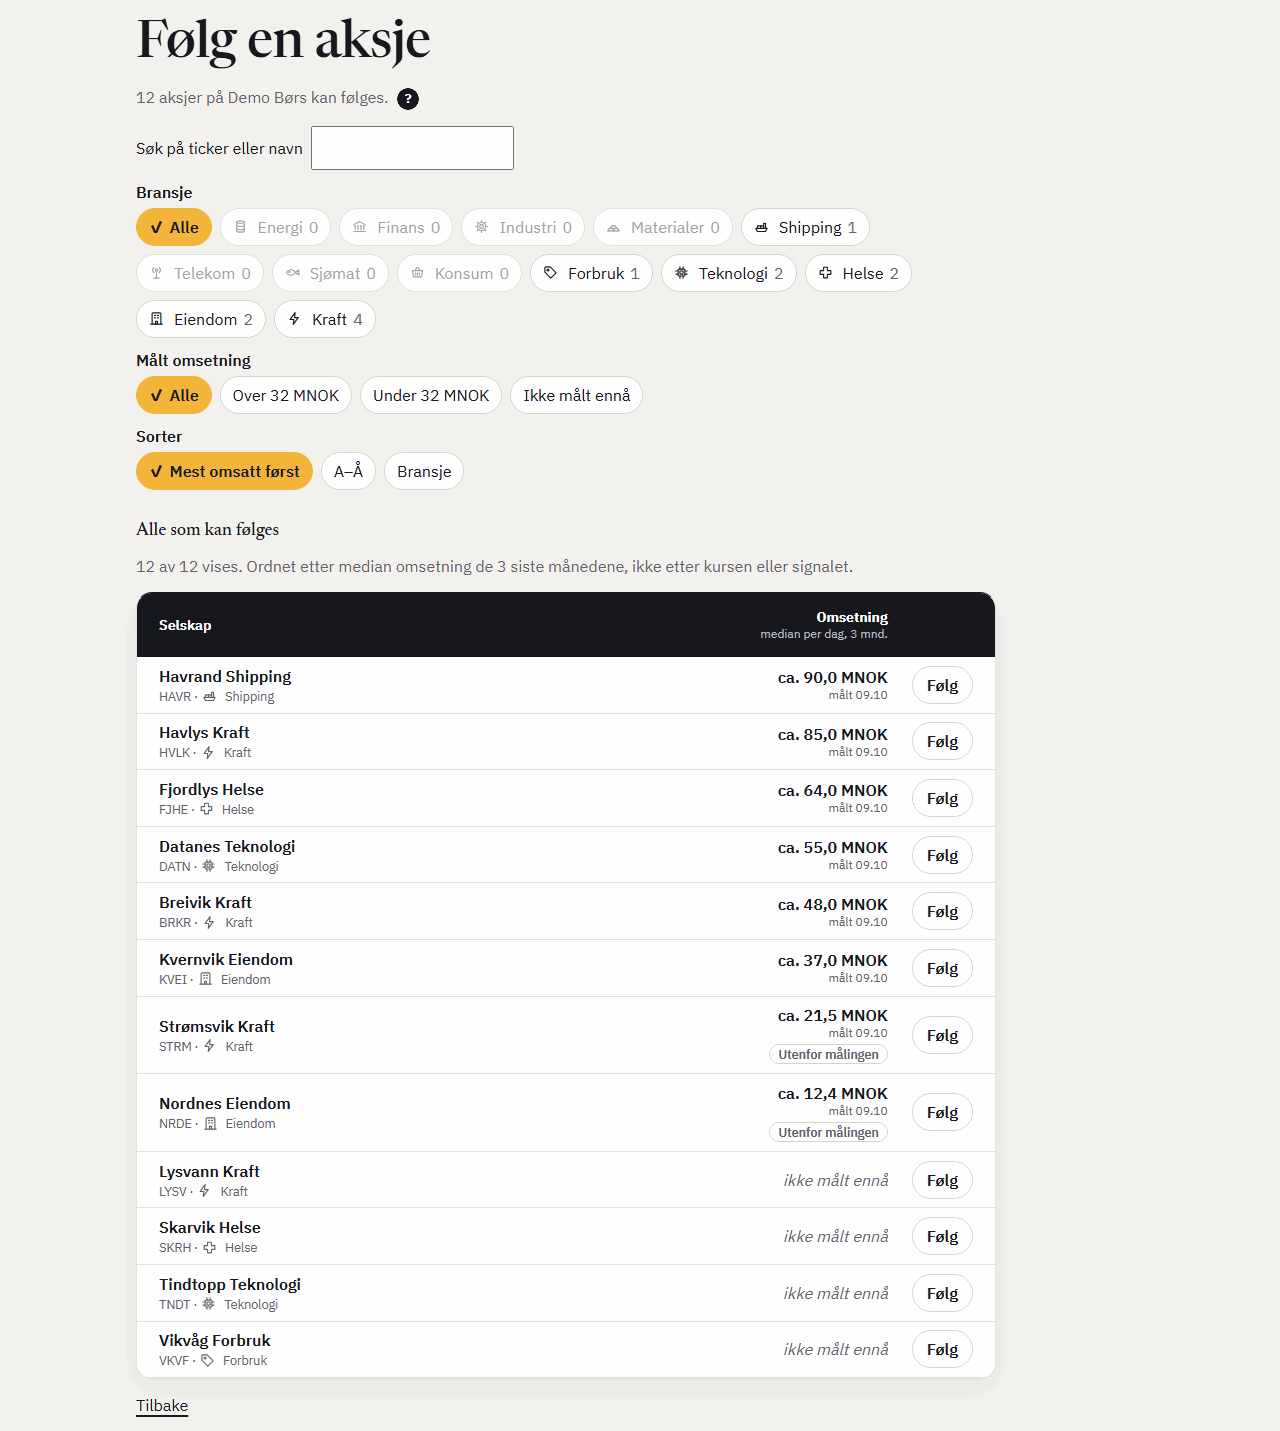 Følg en aksje
12 aksjer på Demo Børs kan følges. ?
Søk på ticker eller navn
Bransje
✓ Alle Energi 0 Finans 0 Industri 0 Materialer 0 Shipping 1
Telekom 0 Sjømat 0 Konsum 0 Forbruk 1 Teknologi 2 Helse 2
Eiendom 2 Kraft 4
Målt omsetning
✓ Alle Over 32 MNOK Under 32 MNOK Ikke målt ennå
Sorter
✓ Mest omsatt først A–Å Bransje
Alle som kan følges
12 av 12 vises. Ordnet etter median omsetning de 3 siste månedene, ikke etter kursen eller signalet.
Selskap Omsetning
median per dag, 3 mnd.
Havrand Shipping ca. 90,0 MNOK Følg
HAVR · Shipping målt 09.10
Havlys Kraft ca. 85,0 MNOK Følg
HVLK · Kraft målt 09.10
Fjordlys Helse ca. 64,0 MNOK Følg
FJHE · Helse målt 09.10
Datanes Teknologi ca. 55,0 MNOK Følg
DATN · Teknologi målt 09.10
Breivik Kraft ca. 48,0 MNOK Følg
BRKR · Kraft målt 09.10
Kvernvik Eiendom ca. 37,0 MNOK Følg
KVEI · Eiendom målt 09.10
Strømsvik Kraft ca. 21,5 MNOK Følg
STRM · Kraft målt 09.10
Utenfor målingen
Nordnes Eiendom ca. 12,4 MNOK Følg
NRDE · Eiendom målt 09.10
Utenfor målingen
Lysvann Kraft ikke målt ennå Følg
LYSV · Kraft
Skarvik Helse ikke målt ennå Følg
SKRH · Helse
Tindtopp Teknologi ikke målt ennå Følg
TNDT · Teknologi
Vikvåg Forbruk ikke målt ennå Følg
VKVF · Forbruk
Tilbake